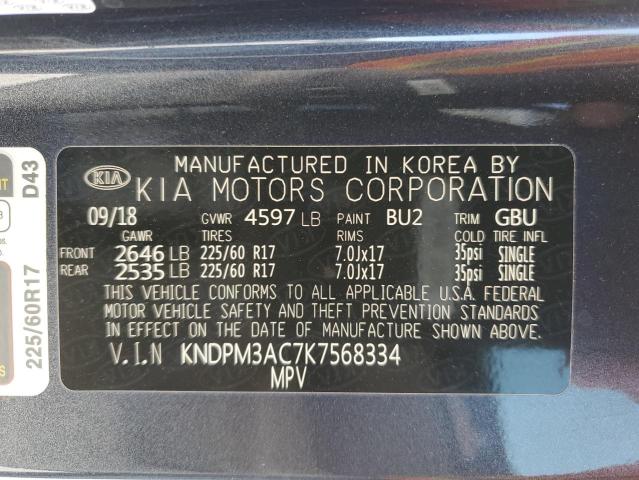 MANUFACTURED IN KOREA BY
KIA KIA MOTORS CORPORATION
09/18 GVWR 4597 LB PAINT BU2 TRIM GBU
GAWR TIRES RIMS COLD TIRE INFL
FRONT 2646 LB 225/60 R17 7.0Jx17 35psi SINGLE
REAR 2535 LB 225/60 R17 7.0Jx17 35psi SINGLE
THIS VEHICLE CONFORMS TO ALL APPLICABLE U.S.A. FEDERAL
MOTOR VEHICLE SAFETY AND THEFT PREVENTION STANDARDS
IN EFFECT ON THE DATE OF MANUFACTURE SHOWN ABOVE.
V.I.N KNDPM3AC7K7568334
MPV
D43
225/60R17